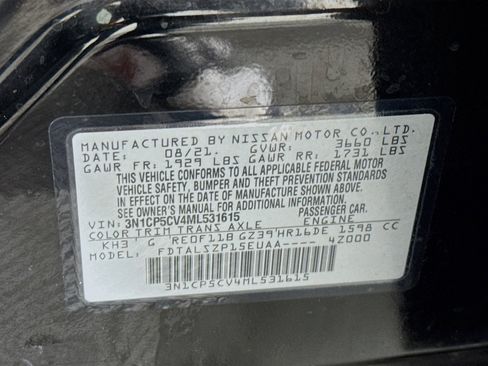 MANUFACTURED BY NISSAN MOTOR CO.,LTD.
DATE: 08/21. GVWR: 3660 LBS
GAWR FR: 1929 LBS GAWR RR: 1731 LBS
THIS VEHICLE CONFORMS TO ALL APPLICABLE FEDERAL MOTOR
VEHICLE SAFETY, BUMPER AND THEFT PREVENTION STANDARDS
IN EFFECT ON THE DATE OF MANUFACTURE SHOWN ABOVE.
SEE OWNER'S MANUAL FOR ADDITIONAL INFORMATION.
VIN: 3N1CP5CV4ML531615 PASSENGER CAR.
COLOR TRIM TRANS AXLE ENGINE
KH3 G RE0F11B GZ39 HR16DE 1598 CC
MODEL: FDTALSZP15EUAA---- 4Z000
3N1CP5CV4ML531615